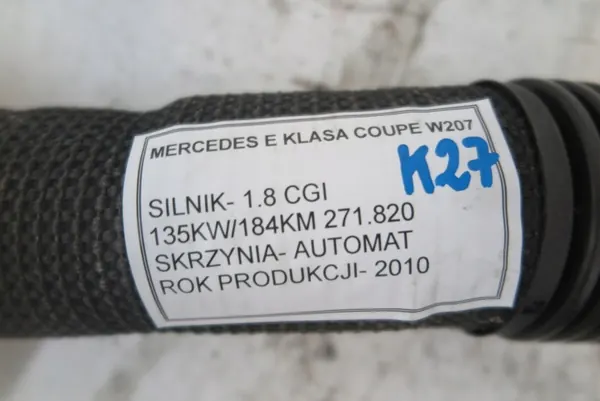 MERCEDES E KLASA COUPE W207
K27
SILNIK- 1.8 CGI
135KW/184KM 271.820
SKRZYNIA- AUTOMAT
ROK PRODUKCJI- 2010